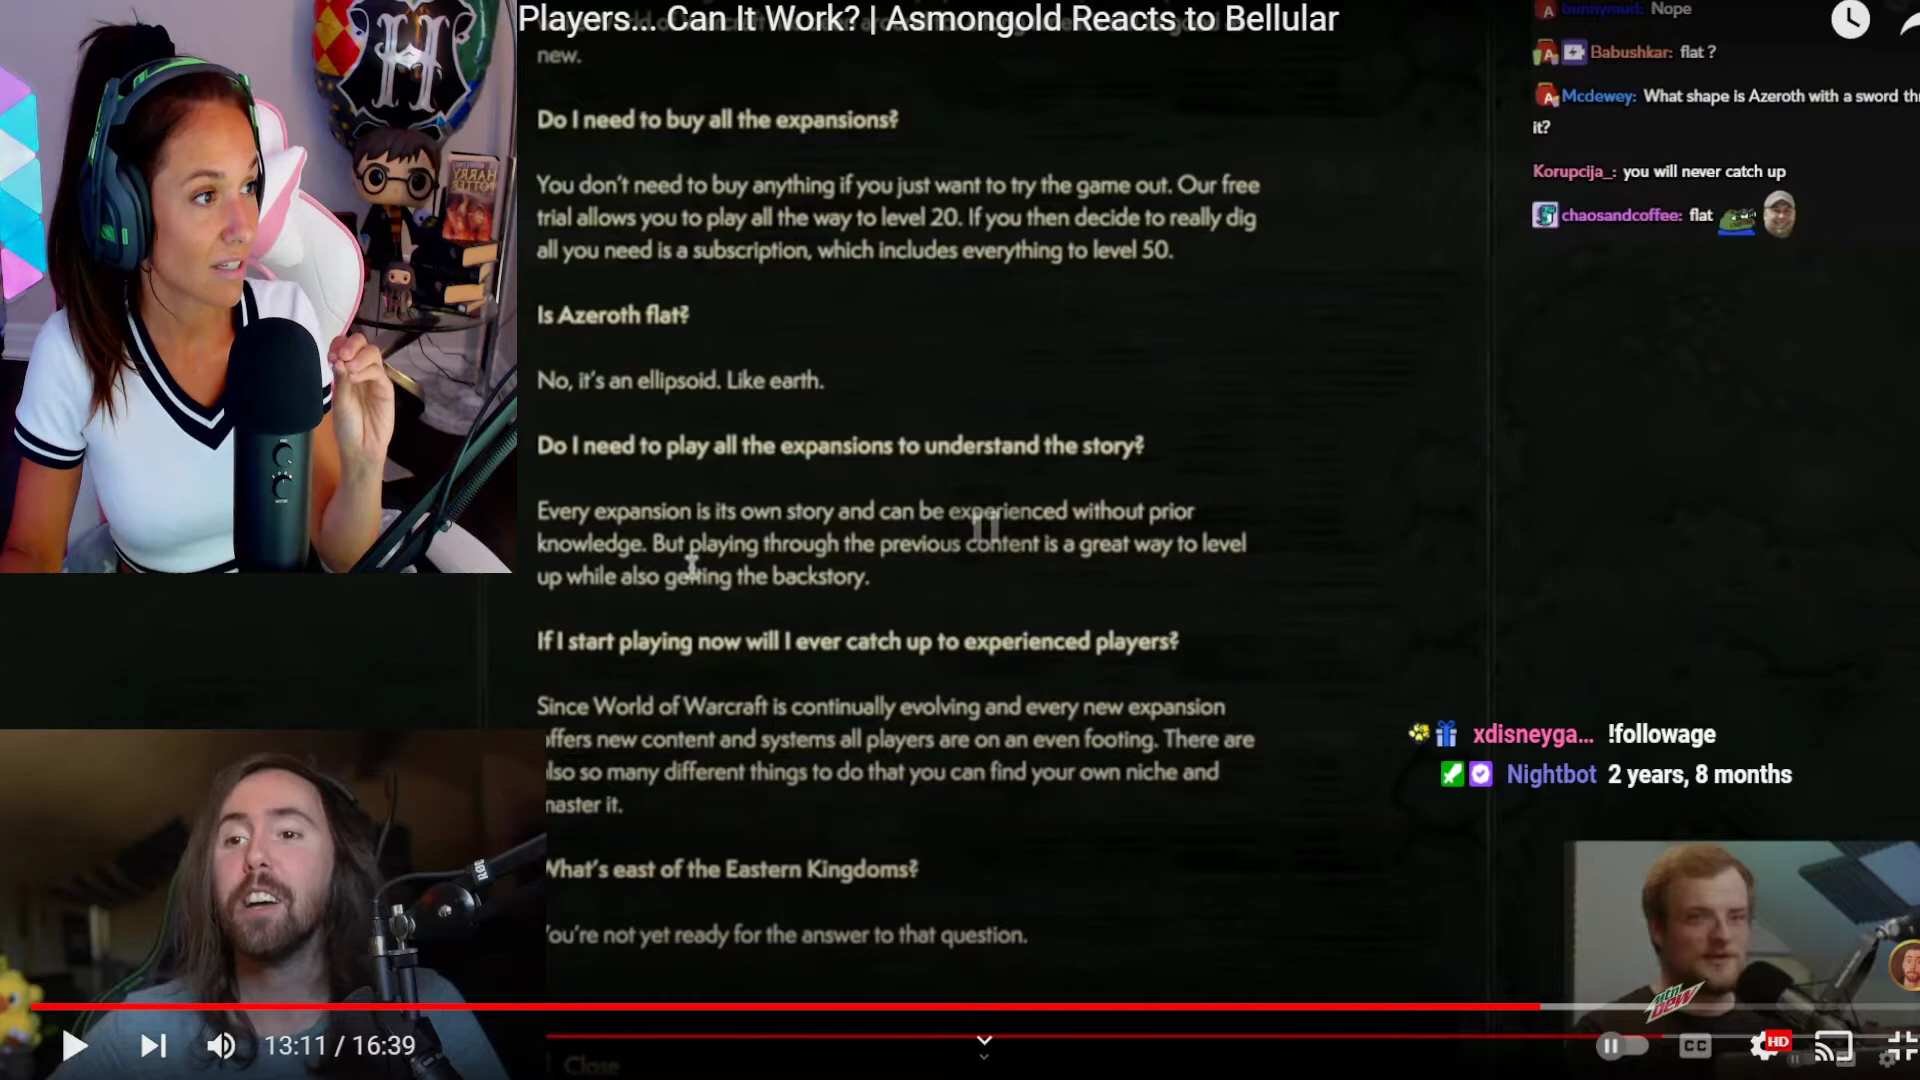 Players... Can It Work? | Asmongold Reacts to Bellular
new.
Do I need to buy all the expansions?
You don't need to buy anything if you just want to try the game out. Our free
trial allows you to play all the way to level 20. If you then decide to really dig
all you need is a subscription, which includes everything to level 50.
Is Azeroth flat?
No, it's an ellipsoid. Like earth.
Do I need to play all the expansions to understand the story?
Every expansion is its own story and can be experienced without prior
knowledge. But playing through the previous content is a great way to level
up while also getting the backstory.
If I start playing now will I ever catch up to experienced players?
Since World of Warcraft is continually evolving and every new expansion
offers new content and systems all players are on an even footing. There are
also so many different things to do that you can find your own niche and
master it.
What's east of the Eastern Kingdoms?
You're not yet ready for the answer to that question.
Close
bunnymuid: Nope
Babushkar: flat ?
Mcdewey: What shape is Azeroth with a sword th
it?
Korupcija_: you will never catch up
chaosandcoffee: flat
xdisneyga... !followage
Nightbot 2 years, 8 months
HARRY
POTTER
H
mtn
DEW
13:11 / 16:39
CC
HD